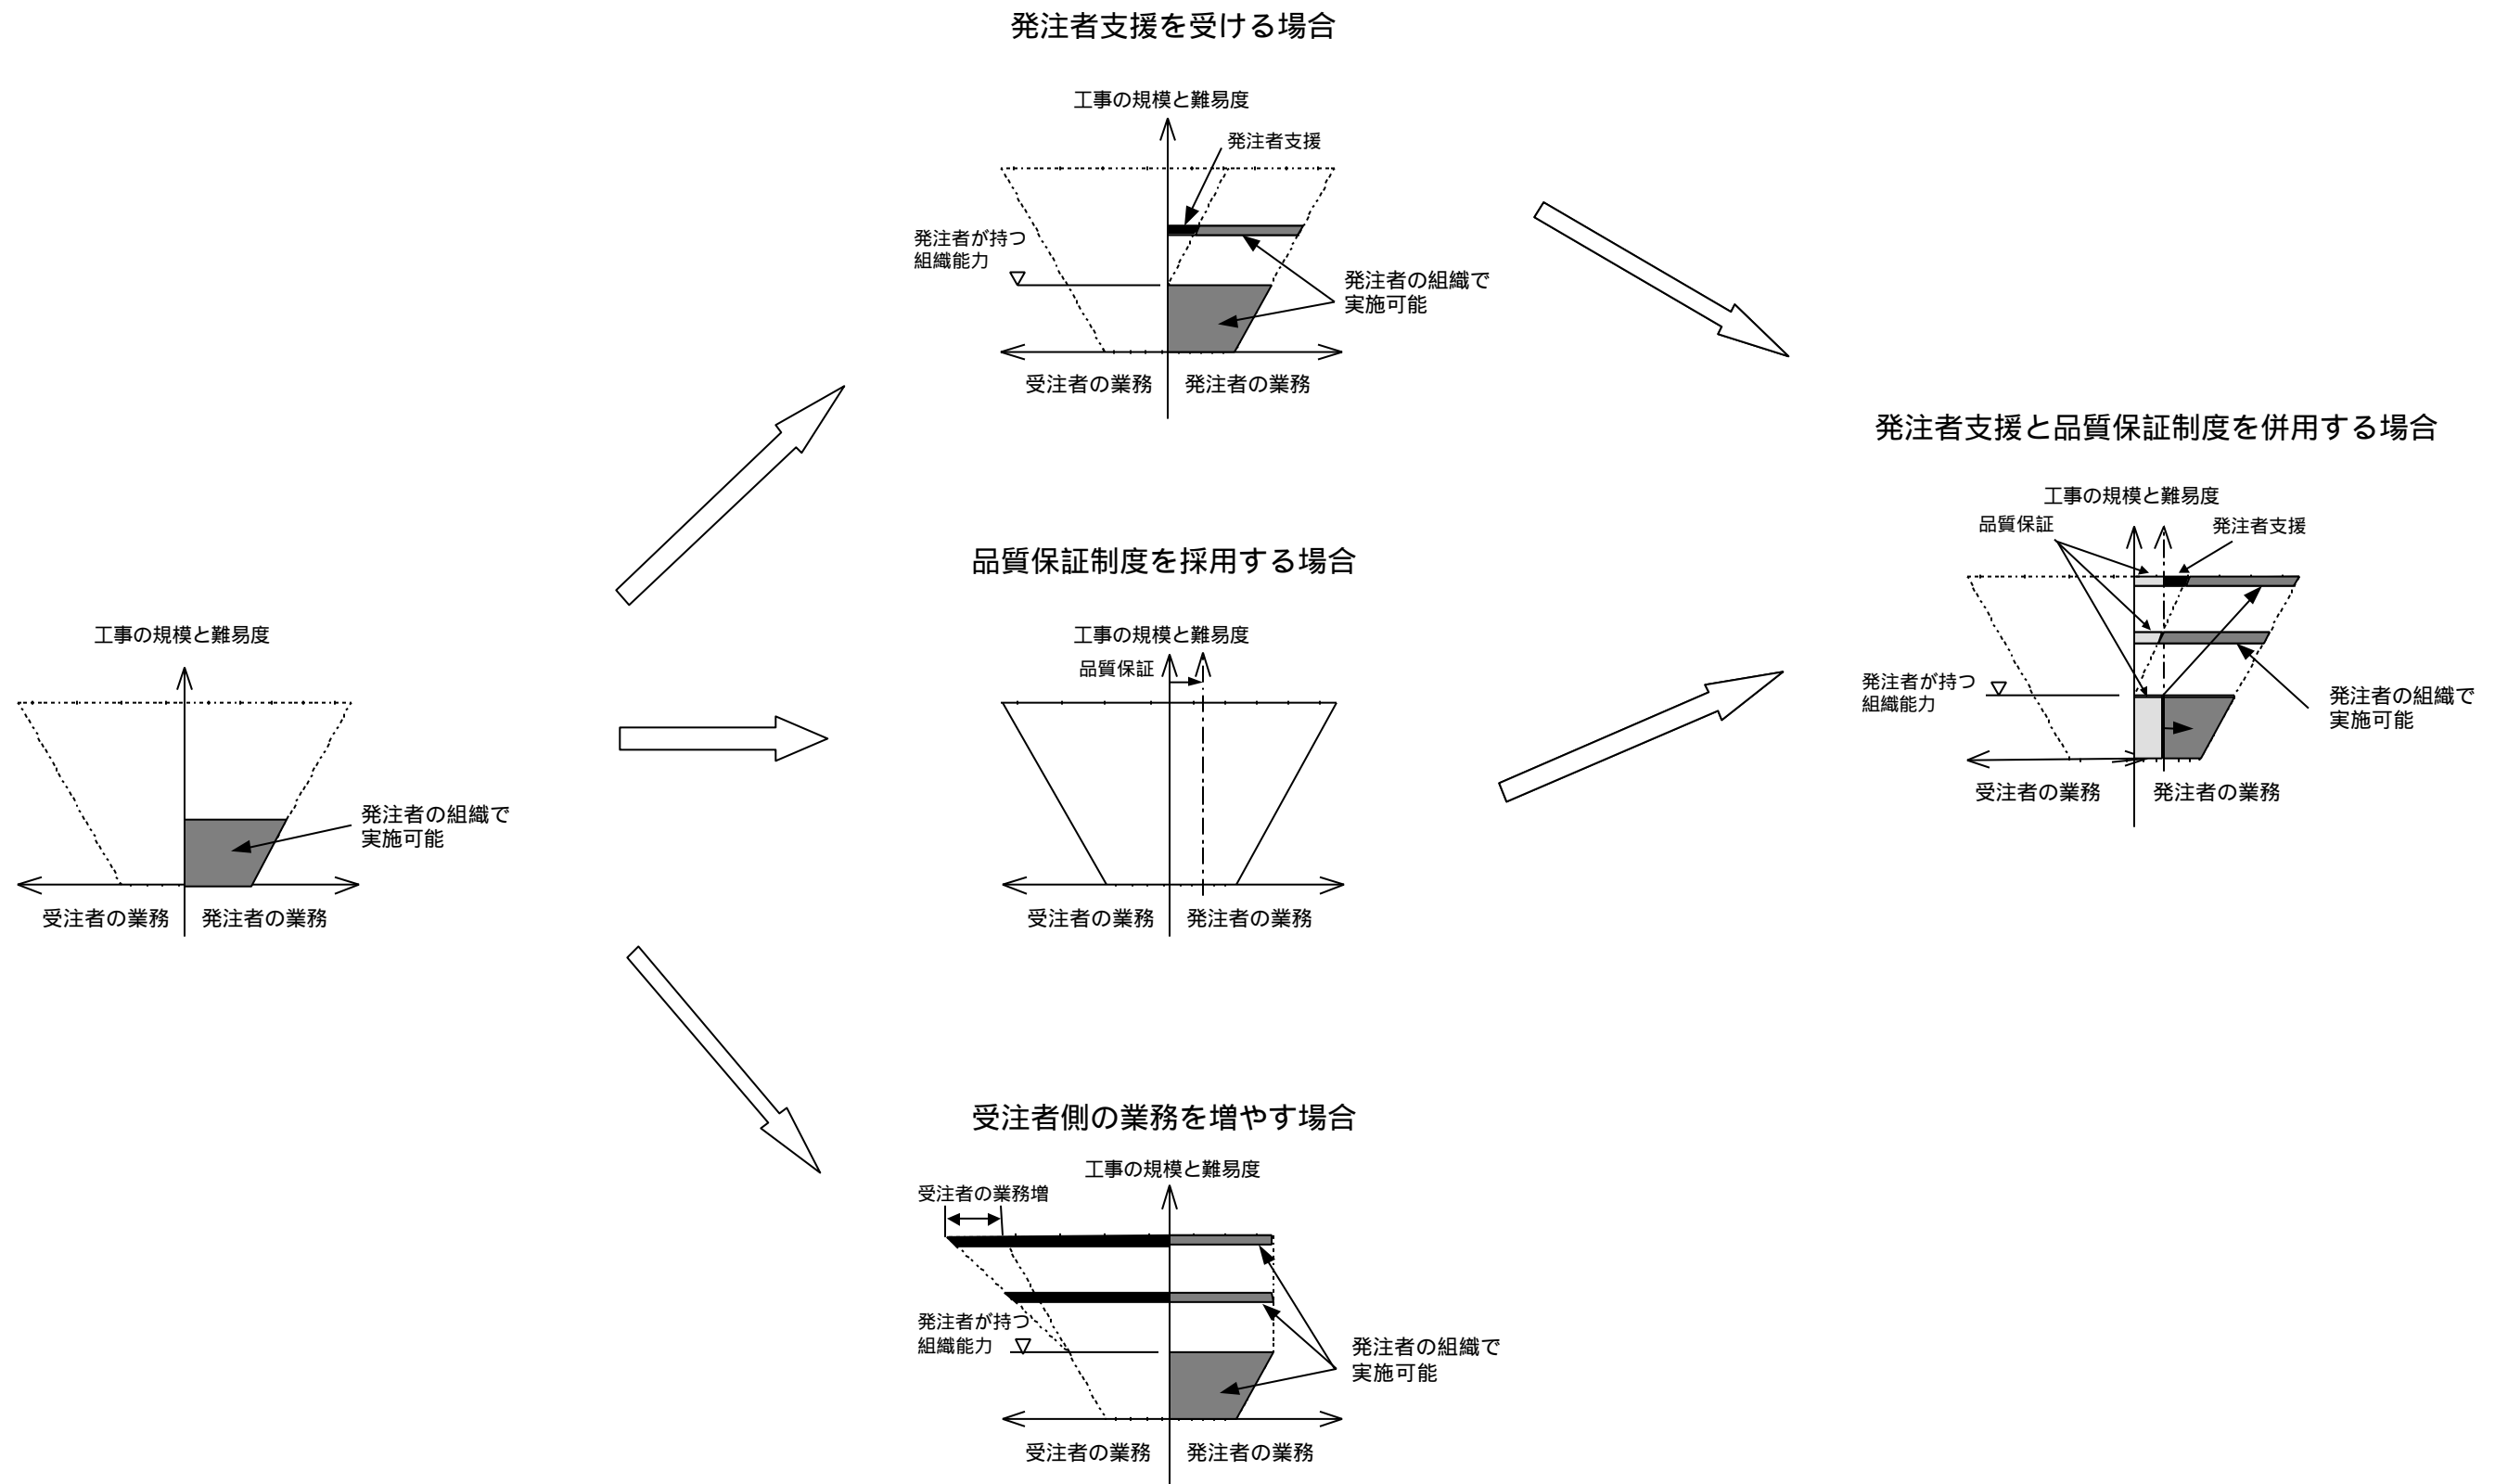 発注者支援を受ける場合
工事の規模と難易度
発注者支援
発注者が持つ
組織能力
発注者の組織で
実施可能
受注者の業務
発注者の業務
発注者支援と品質保証制度を併用する場合
工事の規模と難易度
品質保証
発注者支援
発注者が持つ
組織能力
発注者の組織で
実施可能
受注者の業務
発注者の業務
品質保証制度を採用する場合
工事の規模と難易度
品質保証
受注者の業務
発注者の業務
工事の規模と難易度
発注者の組織で
実施可能
受注者の業務
発注者の業務
受注者側の業務を増やす場合
工事の規模と難易度
受注者の業務増
発注者が持つ
組織能力
発注者の組織で
実施可能
受注者の業務
発注者の業務